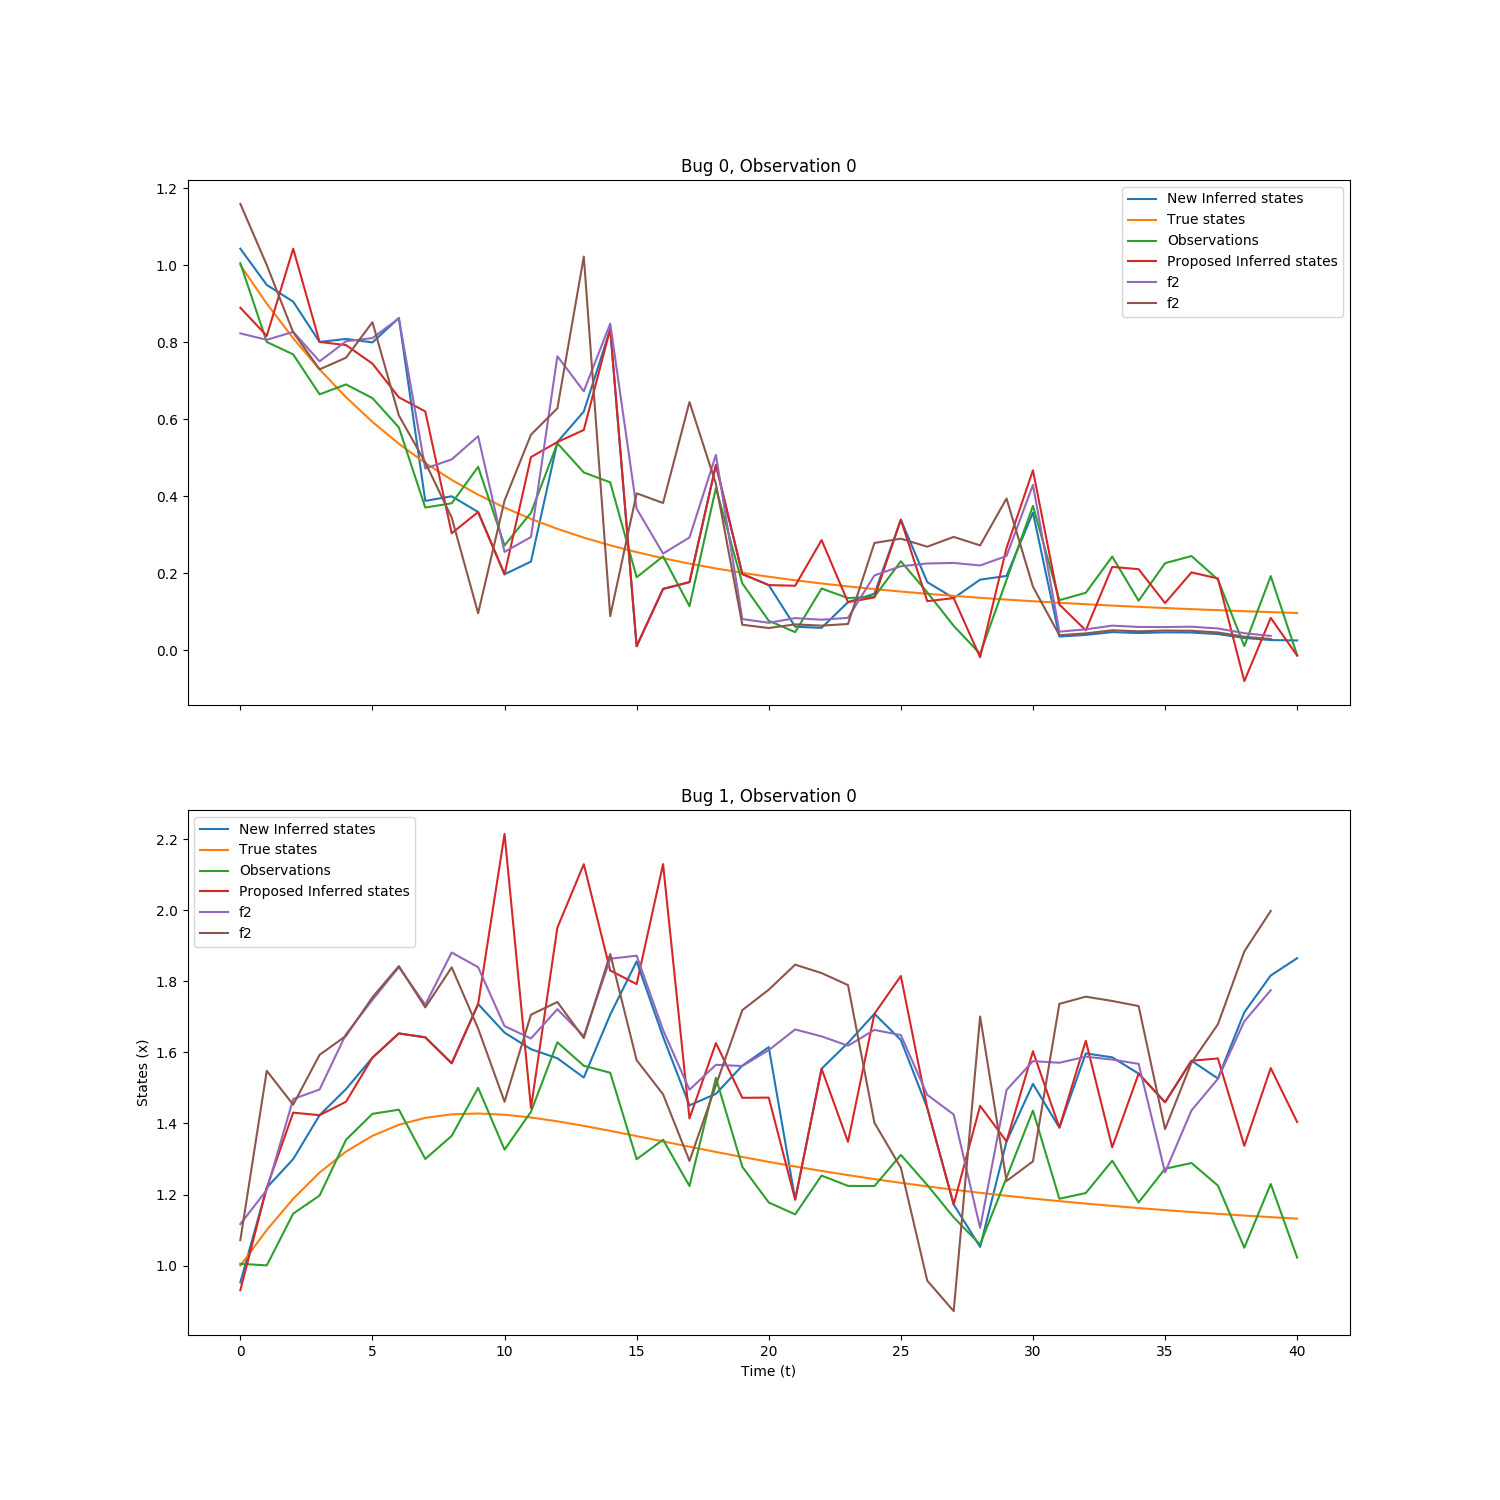 Bug 0, Observation 0
1.2
1.0
0.8
0.6
0.4
0.2
0.0
New Inferred states
True states
Observations
Proposed Inferred states
f2
f2
Bug 1, Observation 0
States (x)
2.2
2.0
1.8
1.6
1.4
1.2
1.0
New Inferred states
True states
Observations
Proposed Inferred states
f2
f2
0 5 10 15 20 25 30 35 40
Time (t)